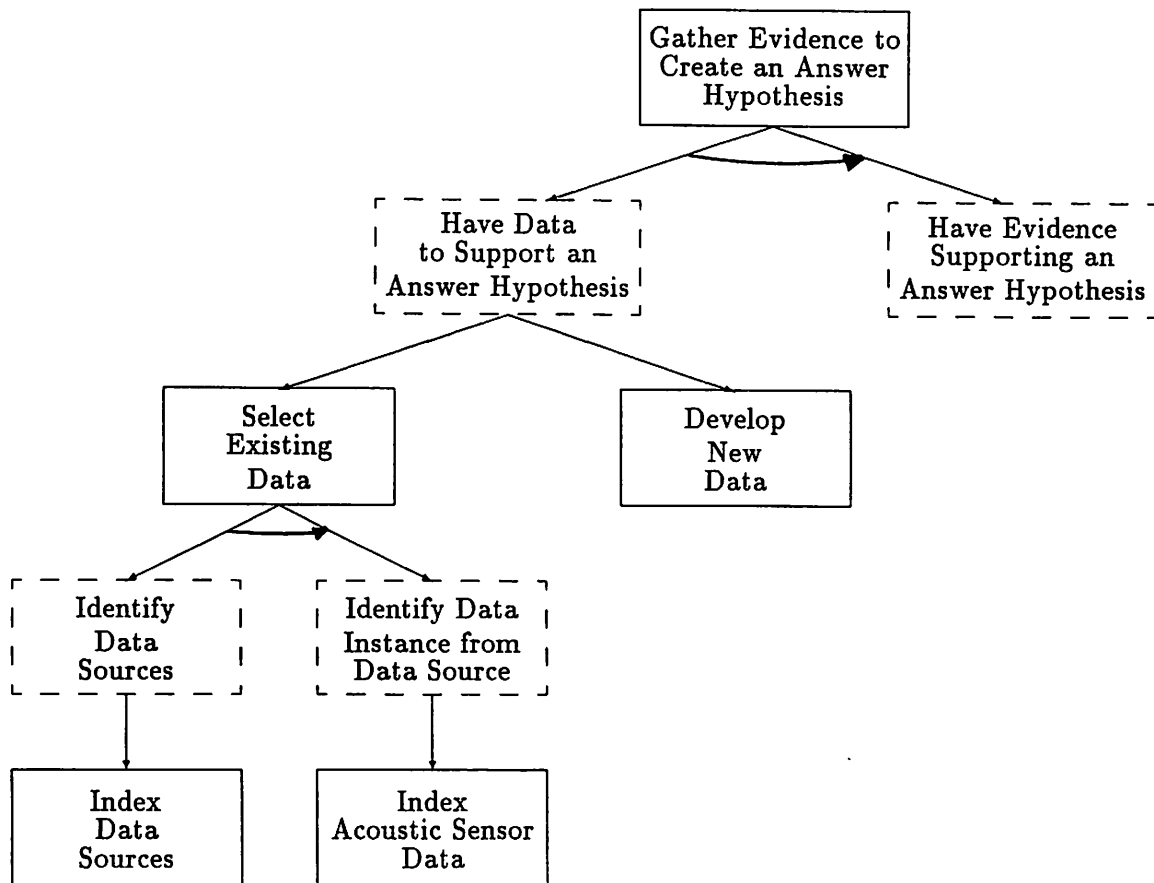 Gather Evidence to
Create an Answer
Hypothesis
Have Data
to Support an
Answer Hypothesis
Have Evidence
Supporting an
Answer Hypothesis
Select
Existing
Data
Develop
New
Data
Identify
Data
Sources
Identify Data
Instance from
Data Source
Index
Data
Sources
Index
Acoustic Sensor
Data